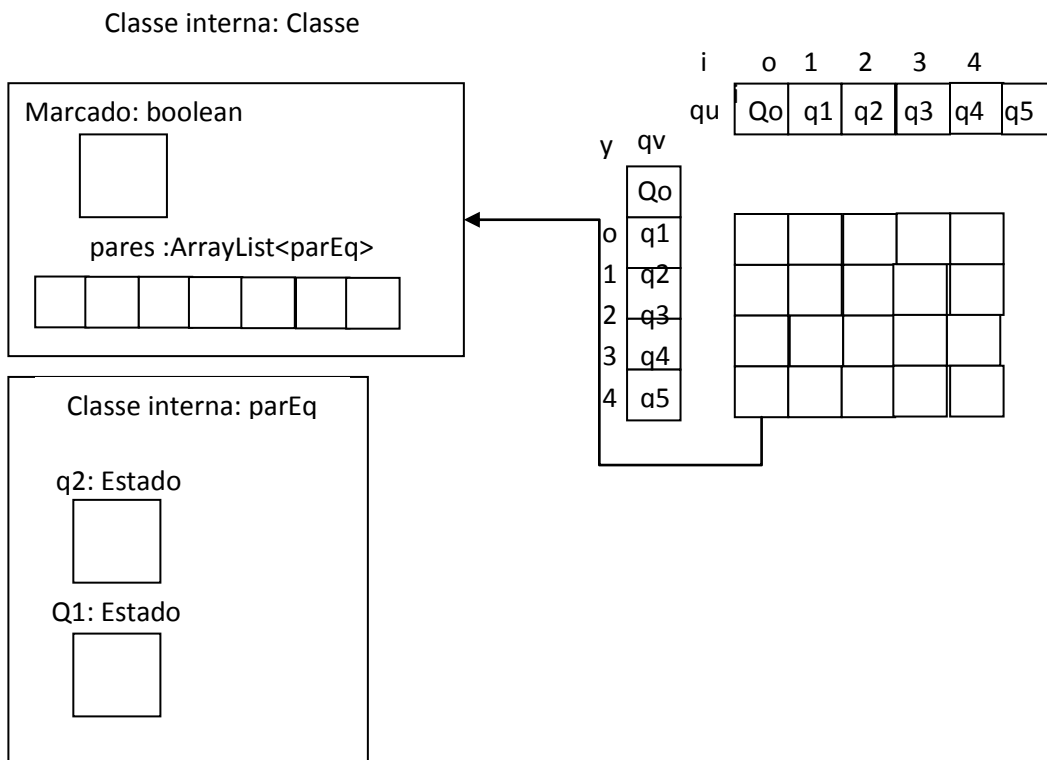 Classe interna: Classe
Marcado: boolean
pares :ArrayList<parEq>
Classe interna: parEq
q2: Estado
Q1: Estado
i o 1 2 3 4
qu Qo q1 q2 q3 q4 q5
y qv
Qo
o q1
1 q2
2 q3
3 q4
4 q5